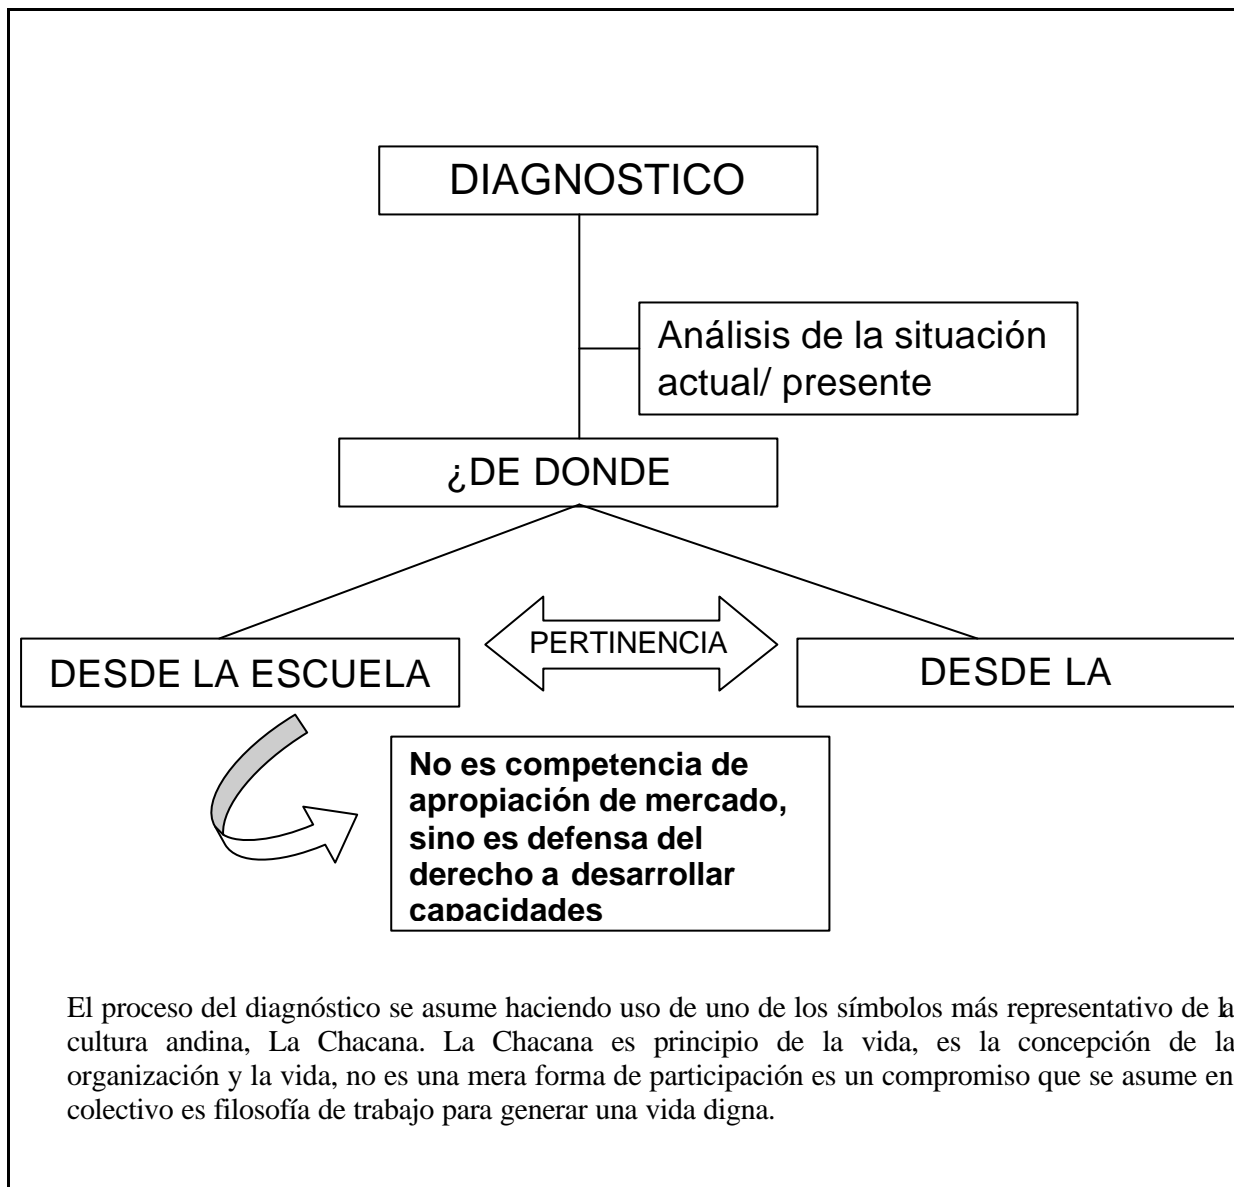 DIAGNOSTICO
Análisis de la situación
actual/ presente
¿DE DONDE
PERTINENCIA
DESDE LA ESCUELA
DESDE LA
No es competencia de
apropiación de mercado,
sino es defensa del
derecho a desarrollar
capacidades
El proceso del diagnóstico se asume haciendo uso de uno de los símbolos más representativo de la
cultura andina, La Chacana. La Chacana es principio de la vida, es la concepción de la
organización y la vida, no es una mera forma de participación es un compromiso que se asume en
colectivo es filosofía de trabajo para generar una vida digna.